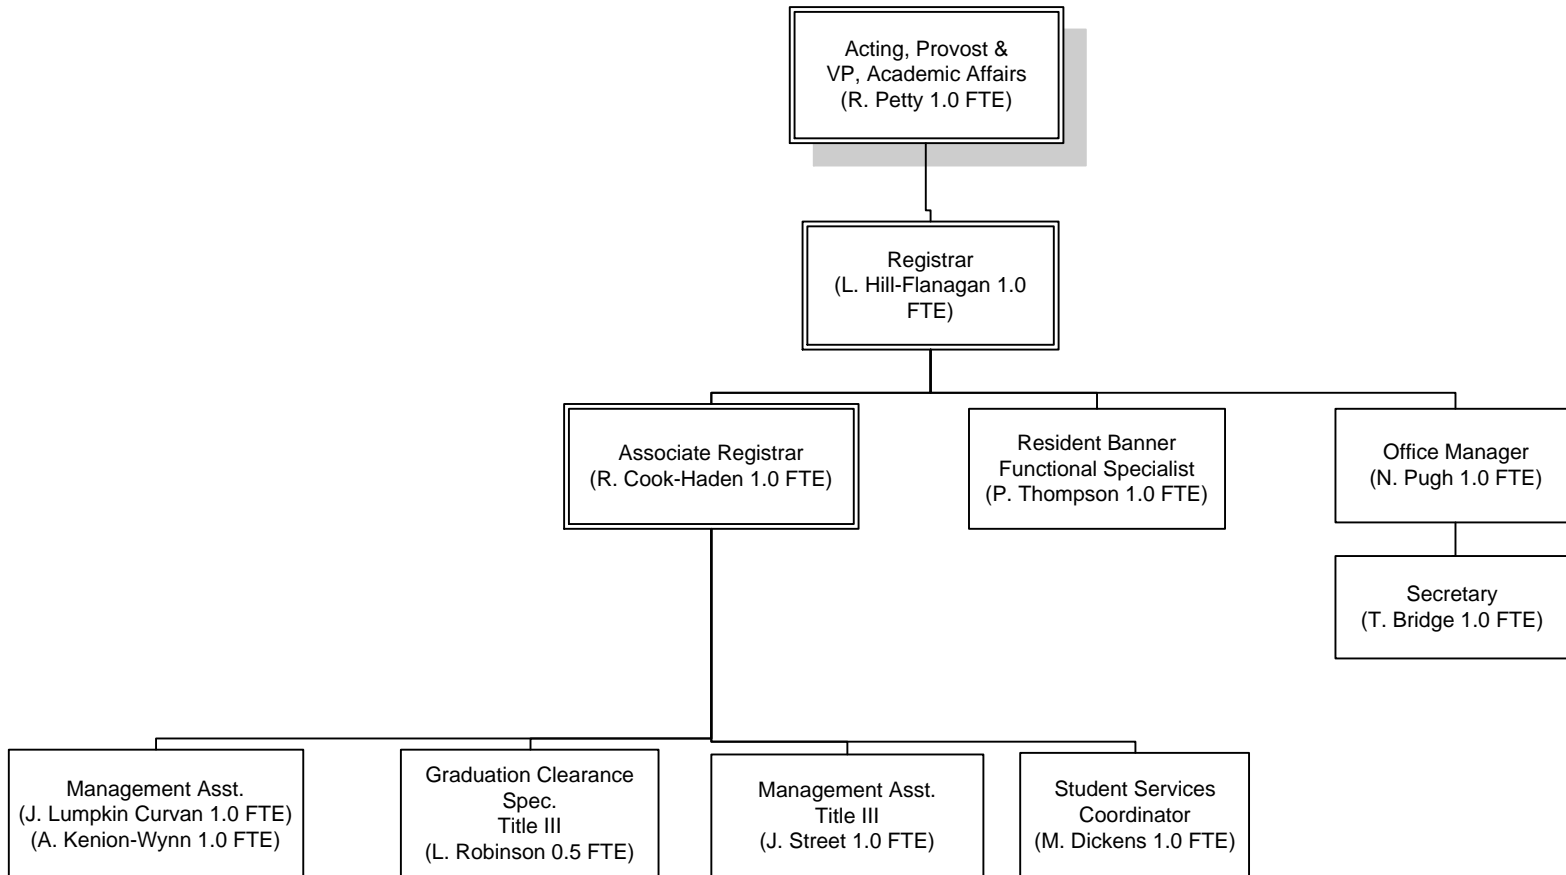 Acting, Provost &
VP, Academic Affairs
(R. Petty 1.0 FTE)
Registrar
(L. Hill-Flanagan 1.0
FTE)
Associate Registrar
(R. Cook-Haden 1.0 FTE)
Resident Banner
Functional Specialist
(P. Thompson 1.0 FTE)
Office Manager
(N. Pugh 1.0 FTE)
Secretary
(T. Bridge 1.0 FTE)
Management Asst.
(J. Lumpkin Curvan 1.0 FTE)
(A. Kenion-Wynn 1.0 FTE)
Graduation Clearance
Spec.
Title III
(L. Robinson 0.5 FTE)
Management Asst.
Title III
(J. Street 1.0 FTE)
Student Services
Coordinator
(M. Dickens 1.0 FTE)